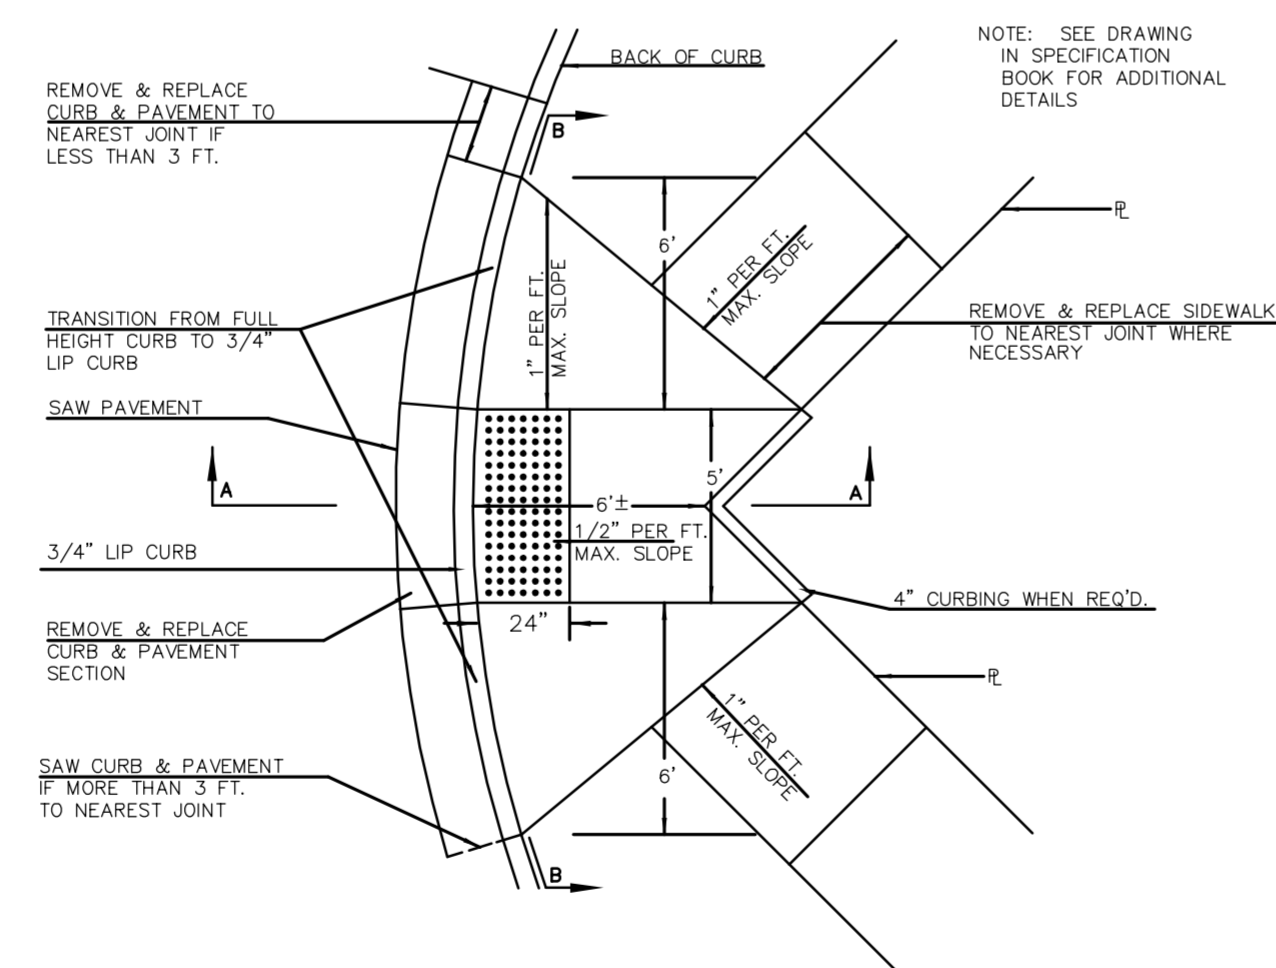 NOTE: SEE DRAWING
IN SPECIFICATION
BOOK FOR ADDITIONAL
DETAILS
BACK OF CURB
REMOVE & REPLACE
CURB & PAVEMENT TO
NEAREST JOINT IF
LESS THAN 3 FT.
B
℄
6'
1" PER FT.
MAX. SLOPE
1" PER FT.
MAX. SLOPE
REMOVE & REPLACE SIDEWALK
TO NEAREST JOINT WHERE
NECESSARY
TRANSITION FROM FULL
HEIGHT CURB TO 3/4"
LIP CURB
SAW PAVEMENT
A
A
5'
6'±
1/2" PER FT.
MAX. SLOPE
3/4" LIP CURB
4" CURBING WHEN REQ'D.
24"
REMOVE & REPLACE
CURB & PAVEMENT
SECTION
℄
1" PER FT.
MAX. SLOPE
SAW CURB & PAVEMENT
IF MORE THAN 3 FT.
TO NEAREST JOINT
6'
B